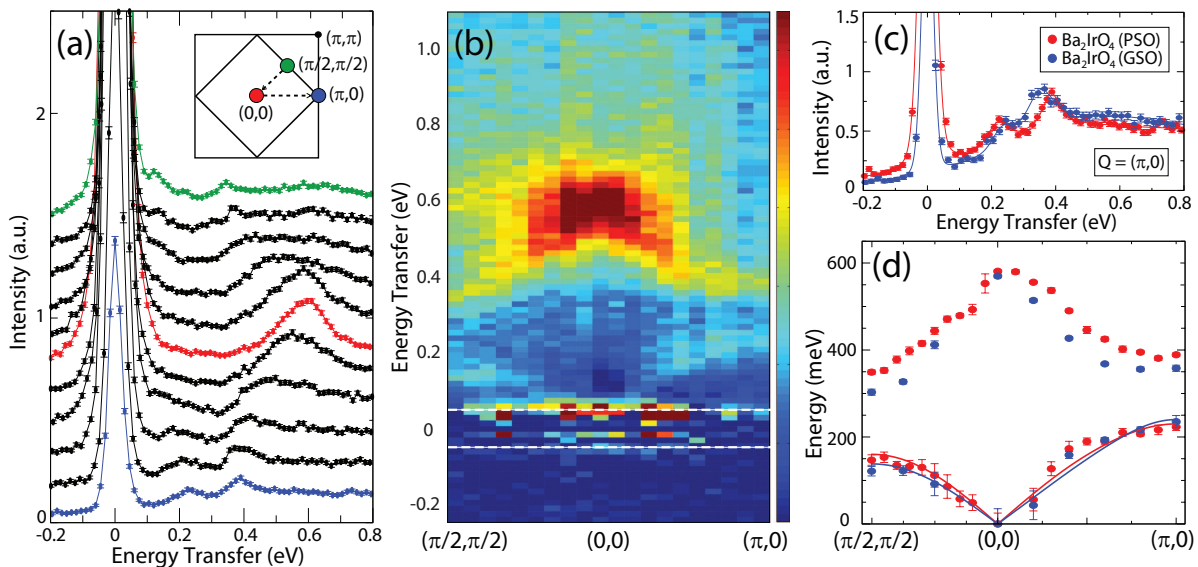 (a)
(π,π)
(π/2,π/2)
(π,0)
(0,0)
2
1
0
Intensity (a.u.)
-0.2 0 0.2 0.4 0.6 0.8
Energy Transfer (eV)
(b)
1.0
0.8
0.6
0.4
0.2
0
-0.2
Energy Transfer (eV)
(π/2,π/2) (0,0) (π,0)
(c)
Ba₂IrO₄ (PSO)
Ba₂IrO₄ (GSO)
Q = (π,0)
1.5
1
0.5
0
Intensity (a.u.)
-0.2 0 0.2 0.4 0.6 0.8
Energy Transfer (eV)
(d)
Ba₂IrO₄ (PSO)
Ba₂IrO₄ (GSO)
600
400
200
0
Energy (meV)
(π/2,π/2) (0,0) (π,0)